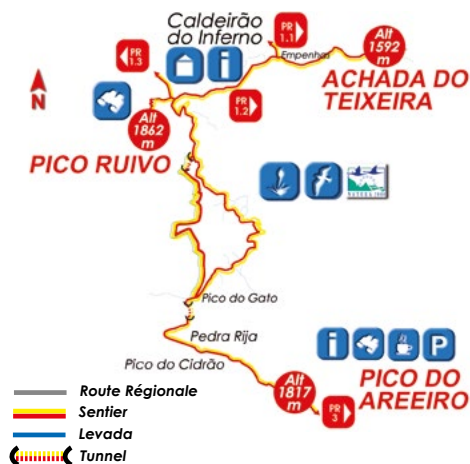 Caldeirão
do Inferno
PR
1.1
Alt
1592
m
Empenhas
ACHADA DO
TEIXEIRA
PR
1.3
N
Alt
1862
m
PR
1.2
PICO RUIVO
Pico do Gato
Pedra Rija
Pico do Cidrão
P
Alt
1817
m
PICO DO
AREEIRO
PR
3
Route Régionale
Sentier
Levada
Tunnel